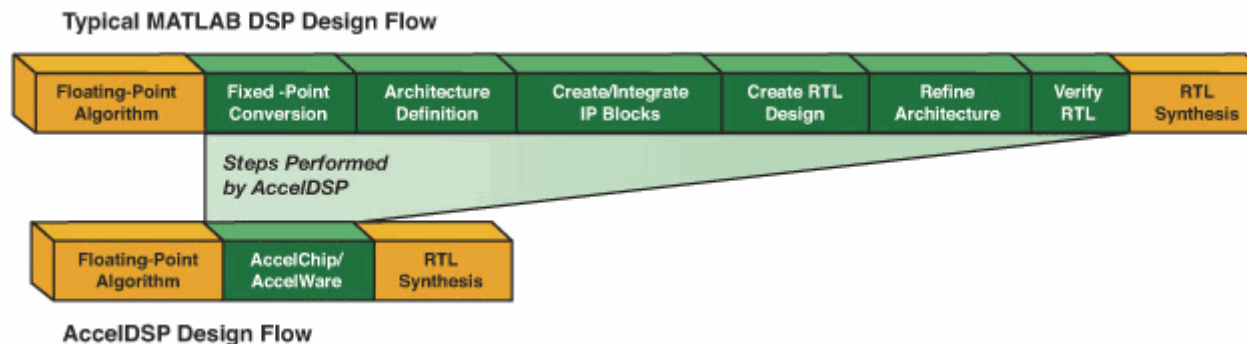 Typical MATLAB DSP Design Flow
Floating-Point
Algorithm
Fixed -Point
Conversion
Architecture
Definition
Create/Integrate
IP Blocks
Create RTL
Design
Refine
Architecture
Verify
RTL
RTL
Synthesis
Steps Performed
by AccelDSP
Floating-Point
Algorithm
AccelChip/
AccelWare
RTL
Synthesis
AccelDSP Design Flow